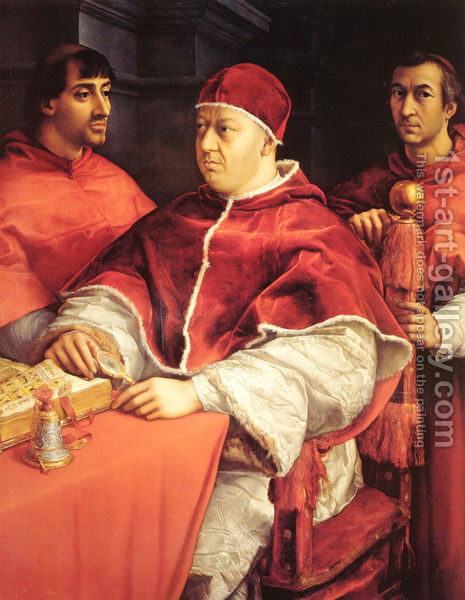 1st-art-gallery.com
This watermark does not appear on the painting